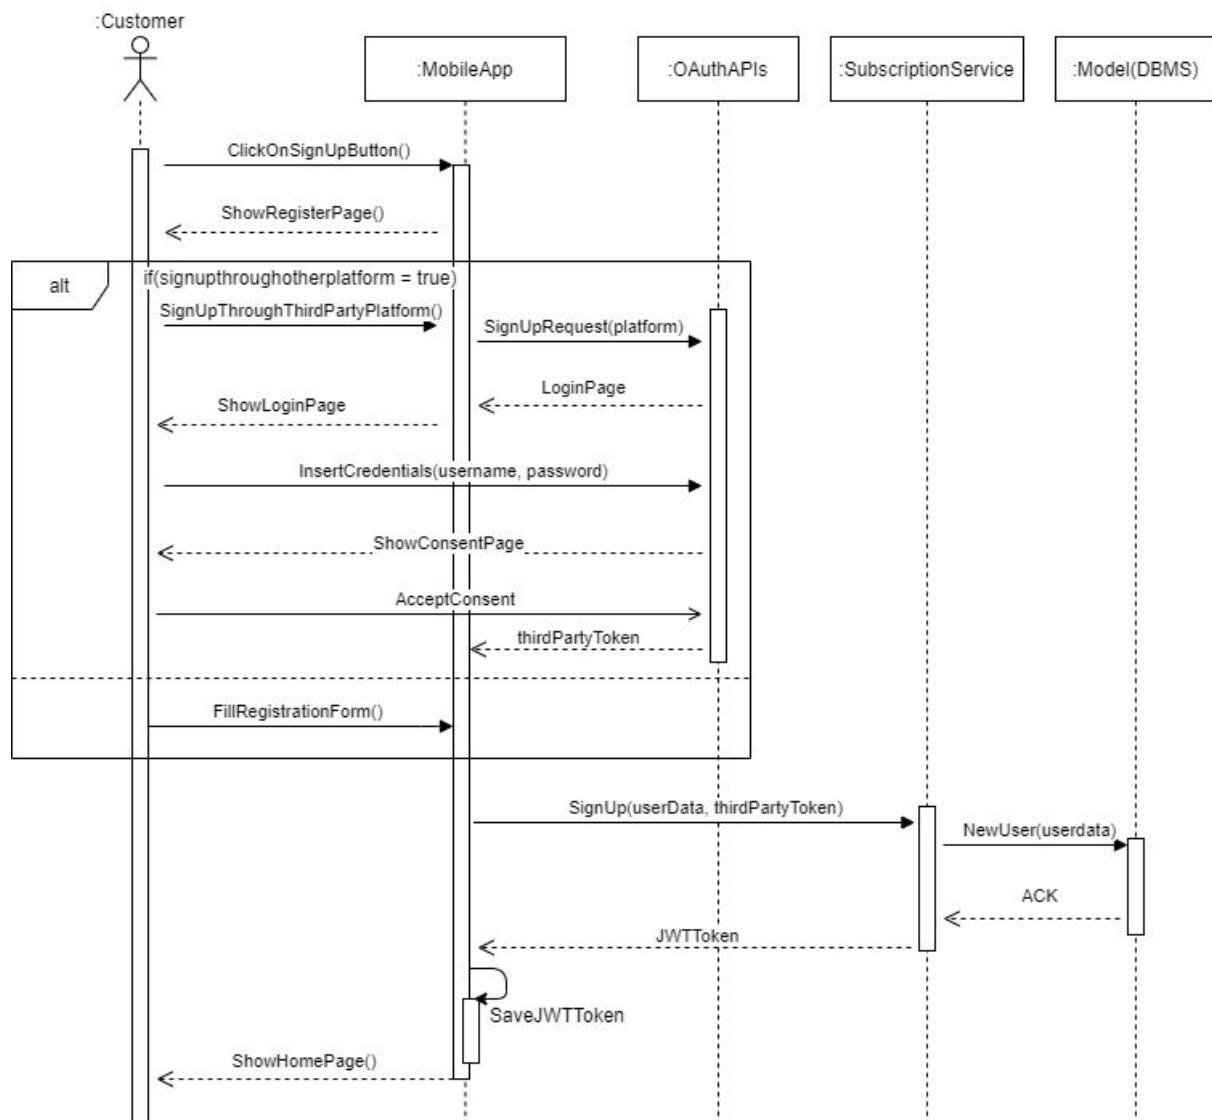 :Customer
:MobileApp
:OAuthAPIs
:SubscriptionService
:Model(DBMS)
ClickOnSignUpButton()
ShowRegisterPage()
alt
if(signupthroughotherplatform = true)
SignUpThroughThirdPartyPlatform()
SignUpRequest(platform)
LoginPage
ShowLoginPage
InsertCredentials(username, password)
ShowConsentPage
AcceptConsent
thirdPartyToken
FillRegistrationForm()
SignUp(userData, thirdPartyToken)
NewUser(userdata)
ACK
JWTToken
SaveJWTToken
ShowHomePage()